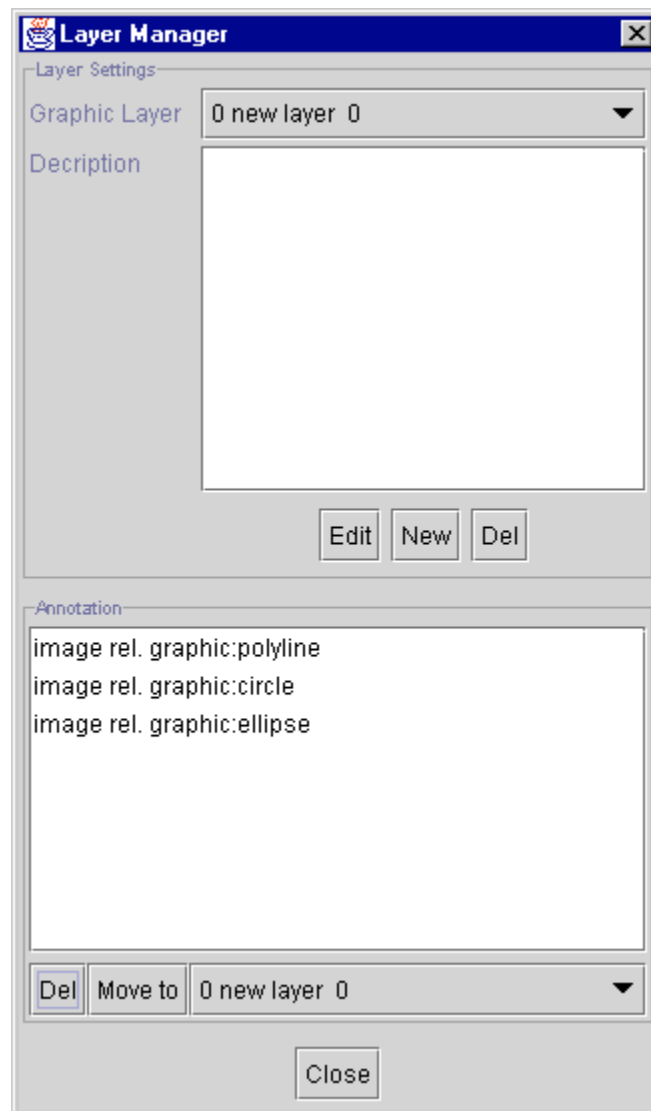 Layer Manager
Layer Settings
Graphic Layer 0 new layer 0
Decription
Edit New Del
Annotation
image rel. graphic:polyline
image rel. graphic:circle
image rel. graphic:ellipse
Del Move to 0 new layer 0
Close